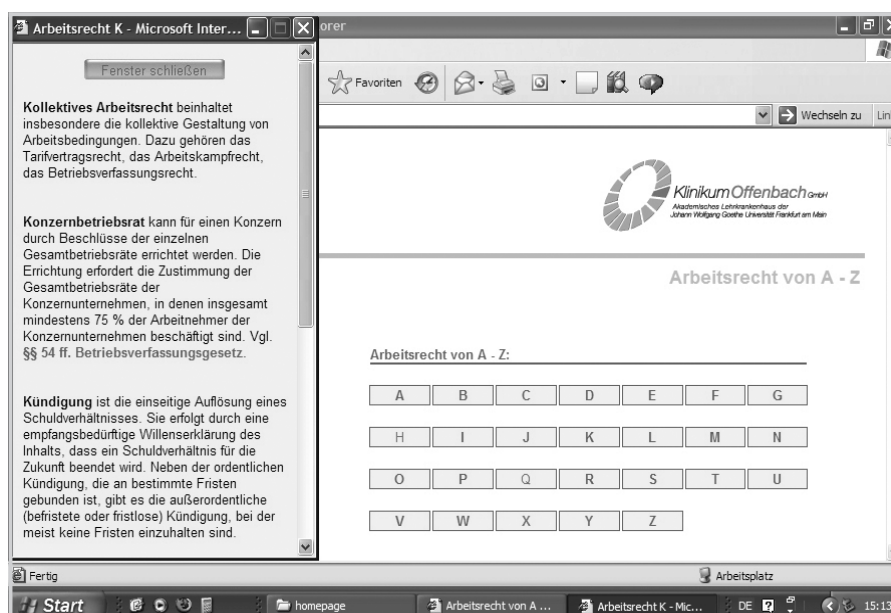 Arbeitsrecht K - Microsoft Inter...
orer
Fenster schließen
Kollektives Arbeitsrecht beinhaltet
insbesondere die kollektive Gestaltung von
Arbeitsbedingungen. Dazu gehören das
Tarifvertragsrecht, das Arbeitskampfrecht,
das Betriebsverfassungsrecht.
Konzernbetriebsrat kann für einen Konzern
durch Beschlüsse der einzelnen
Gesamtbetriebsräte errichtet werden. Die
Errichtung erfordert die Zustimmung der
Gesamtbetriebsräte der
Konzernunternehmen, in denen insgesamt
mindestens 75 % der Arbeitnehmer der
Konzernunternehmen beschäftigt sind. Vgl.
§§ 54 ff. Betriebsverfassungsgesetz.
Kündigung ist die einseitige Auflösung eines
Schuldverhältnisses. Sie erfolgt durch eine
empfangsbedürftige Willenserklärung des
Inhalts, dass ein Schuldverhältnis für die
Zukunft beendet wird. Neben der ordentlichen
Kündigung, die an bestimmte Fristen
gebunden ist, gibt es die außerordentliche
(befristete oder fristlose) Kündigung, bei der
meist keine Fristen einzuhalten sind.
Favoriten
Wechseln zu Lin
Klinikum Offenbach GmbH
Akademisches Lehrkrankenhaus der
Johann Wolfgang Goethe Universität Frankfurt am Main
Arbeitsrecht von A - Z
Arbeitsrecht von A - Z:
A B C D E F G
H I J K L M N
O P Q R S T U
V W X Y Z
Fertig Arbeitsplatz
Start homepage Arbeitsrecht von A ... Arbeitsrecht K - Mic... DE 15:13